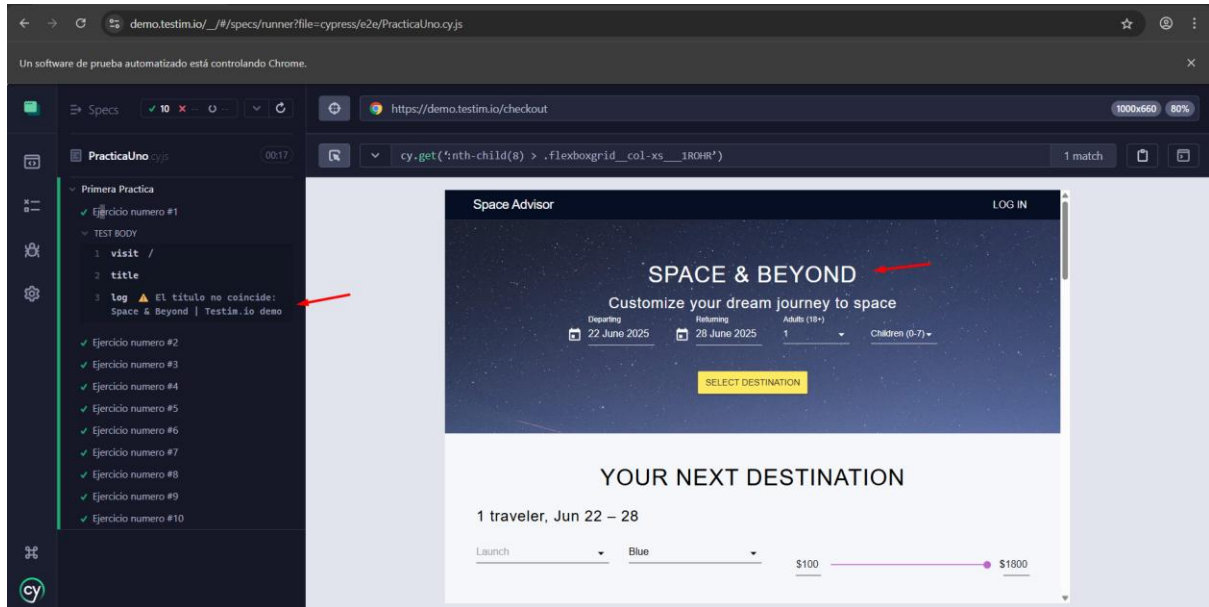 demo.testim.io/__/#/specs/runner?file=cypress/e2e/PracticaUno.cy.js
Un software de prueba automatizado está controlando Chrome.
Specs ✓ 10 × -- --
https://demo.testim.io/checkout
1000x660 80%
PracticaUno cy.js 00:17
cy.get(':nth-child(8) > .flexboxgrid__col-xs___1ROHR')
1 match
Primera Practica
Ejercicio numero #1
TEST BODY
1 visit /
2 title
3 log ⚠ El título no coincide:
Space & Beyond | Testim.io demo
Ejercicio numero #2
Ejercicio numero #3
Ejercicio numero #4
Ejercicio numero #5
Ejercicio numero #6
Ejercicio numero #7
Ejercicio numero #8
Ejercicio numero #9
Ejercicio numero #10
cy
Space Advisor LOG IN
SPACE & BEYOND
Customize your dream journey to space
Departing Returning Adults (18+)
22 June 2025 28 June 2025 1 Children (0-7)
SELECT DESTINATION
YOUR NEXT DESTINATION
1 traveler, Jun 22 – 28
Launch Blue $100 $1800